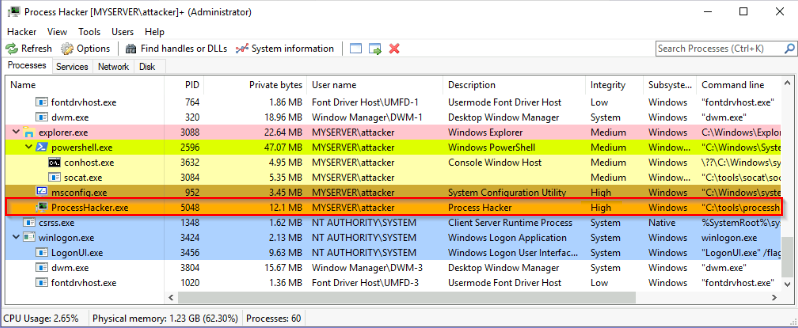 Process Hacker [MYSERVER\attacker]+ (Administrator)
Hacker View Tools Users Help
Refresh Options Find handles or DLLs System information Search Processes (Ctrl+K)
Processes Services Network Disk
Name PID Private bytes User name Description Integrity Subsyste... Command line
fontdrvhost.exe 764 1.86 MB Font Driver Host\UMFD-1 Usermode Font Driver Host Low Windows "fontdrvhost.exe"
dwm.exe 320 18.96 MB Window Manager\DWM-1 Desktop Window Manager System Windows "dwm.exe"
explorer.exe 3088 22.64 MB MYSERVER\attacker Windows Explorer Medium Windows C:\Windows\Explo
powershell.exe 2596 47.07 MB MYSERVER\attacker Windows PowerShell Medium Window... "C:\Windows\Syste
conhost.exe 3632 4.95 MB MYSERVER\attacker Console Window Host Medium Windows \??\C:\Windows\
socat.exe 3084 5.35 MB MYSERVER\attacker Medium Window... "C:\tools\socat\soc
msconfig.exe 952 3.45 MB MYSERVER\attacker System Configuration Utility High Windows "C:\Windows\syste
ProcessHacker.exe 5048 12.1 MB MYSERVER\attacker Process Hacker High Windows "C:\tools\processh
csrss.exe 1348 1.62 MB NT AUTHORITY\SYSTEM Client Server Runtime Process System Native %SystemRoot%\sy
winlogon.exe 3424 2.13 MB NT AUTHORITY\SYSTEM Windows Logon Application System Windows winlogon.exe
LogonUI.exe 3456 9.63 MB NT AUTHORITY\SYSTEM Windows Logon User Interfac... System Windows "LogonUI.exe" /flag
dwm.exe 3804 15.67 MB Window Manager\DWM-3 Desktop Window Manager System Windows "dwm.exe"
fontdrvhost.exe 1020 1.36 MB Font Driver Host\UMFD-3 Usermode Font Driver Host Low Windows "fontdrvhost.exe"
CPU Usage: 2.65% Physical memory: 1.23 GB (62.30%) Processes: 60